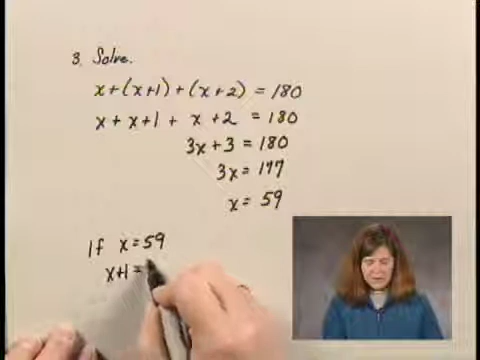 3. Solve.
x + (x+1) + (x+2) = 180
x + x+1 + x+2 = 180
3x+3 = 180
3x = 177
x = 59
If x = 59
x+1 =